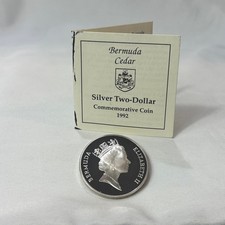 Bermuda
Cedar
Silver Two-Dollar
Commemorative Coin
1992
BERMUDA
ELIZABETH II